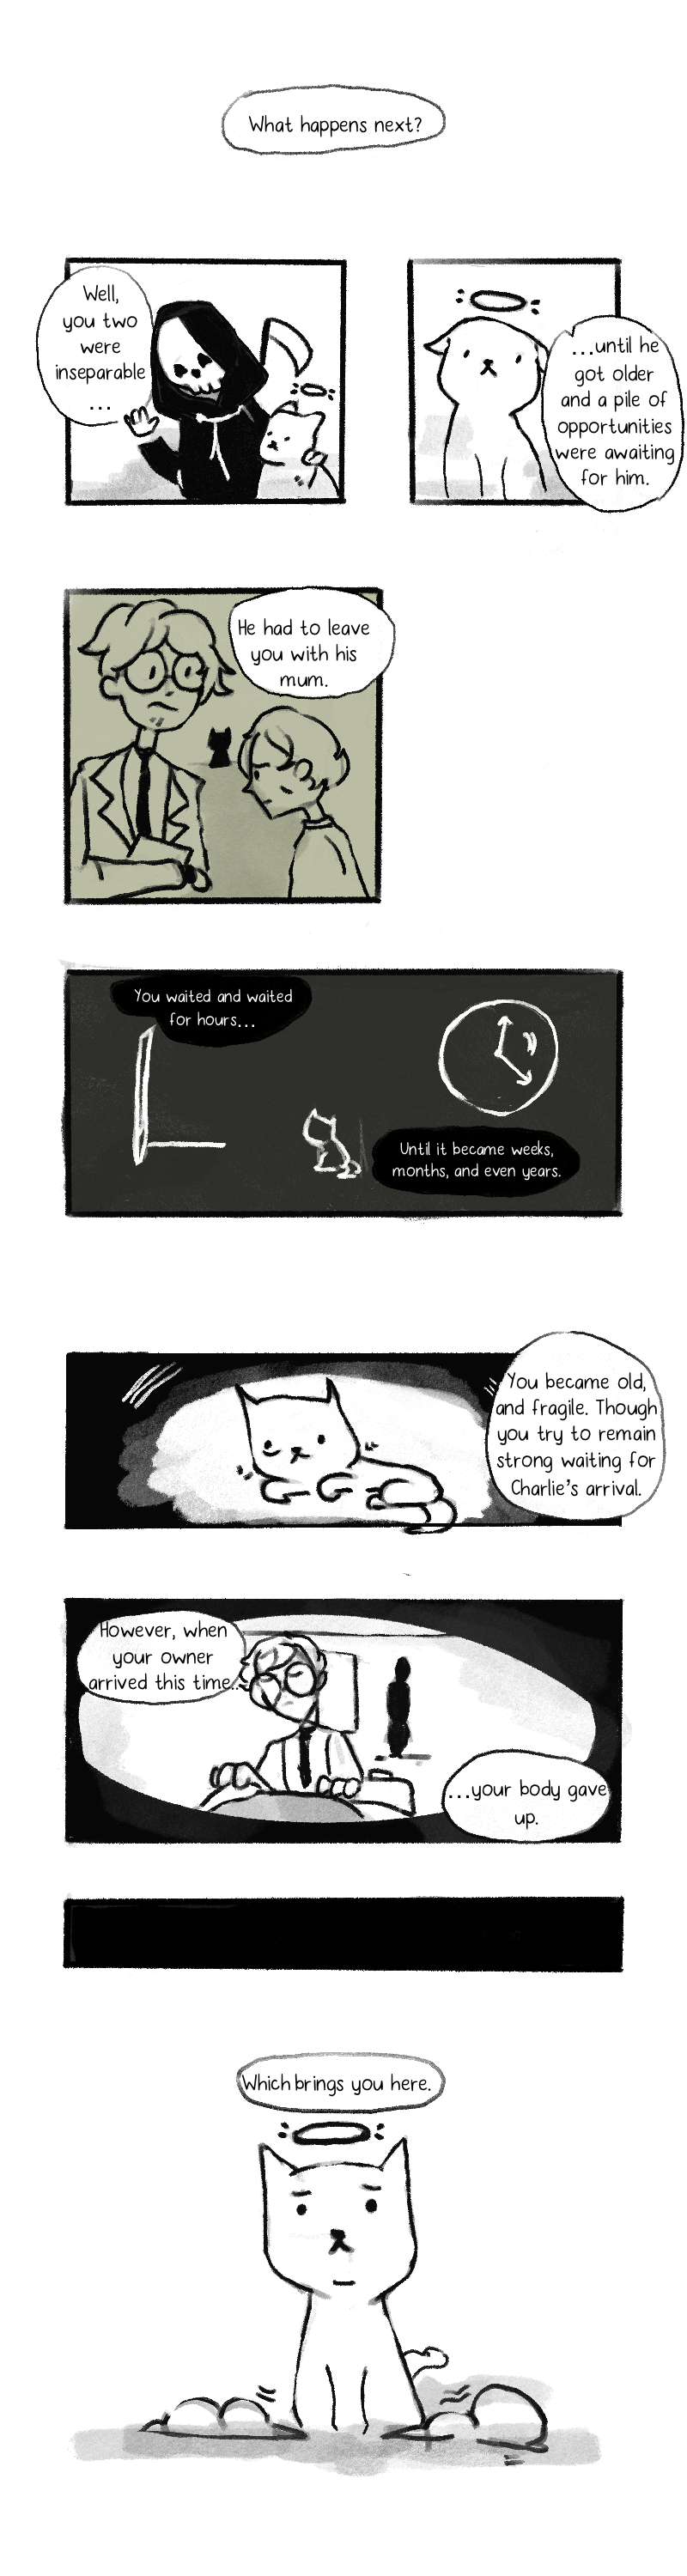 What happens next?
Well,
you two
were
inseparable
...
...until he
got older
and a pile of
opportunities
were awaiting
for him.
He had to leave
you with his
mum.
You waited and waited
for hours...
Until it became weeks,
months, and even years.
You became old,
and fragile. Though
you try to remain
strong waiting for
Charlie's arrival.
However, when
your owner
arrived this time..
...your body gave
up.
Which brings you here.